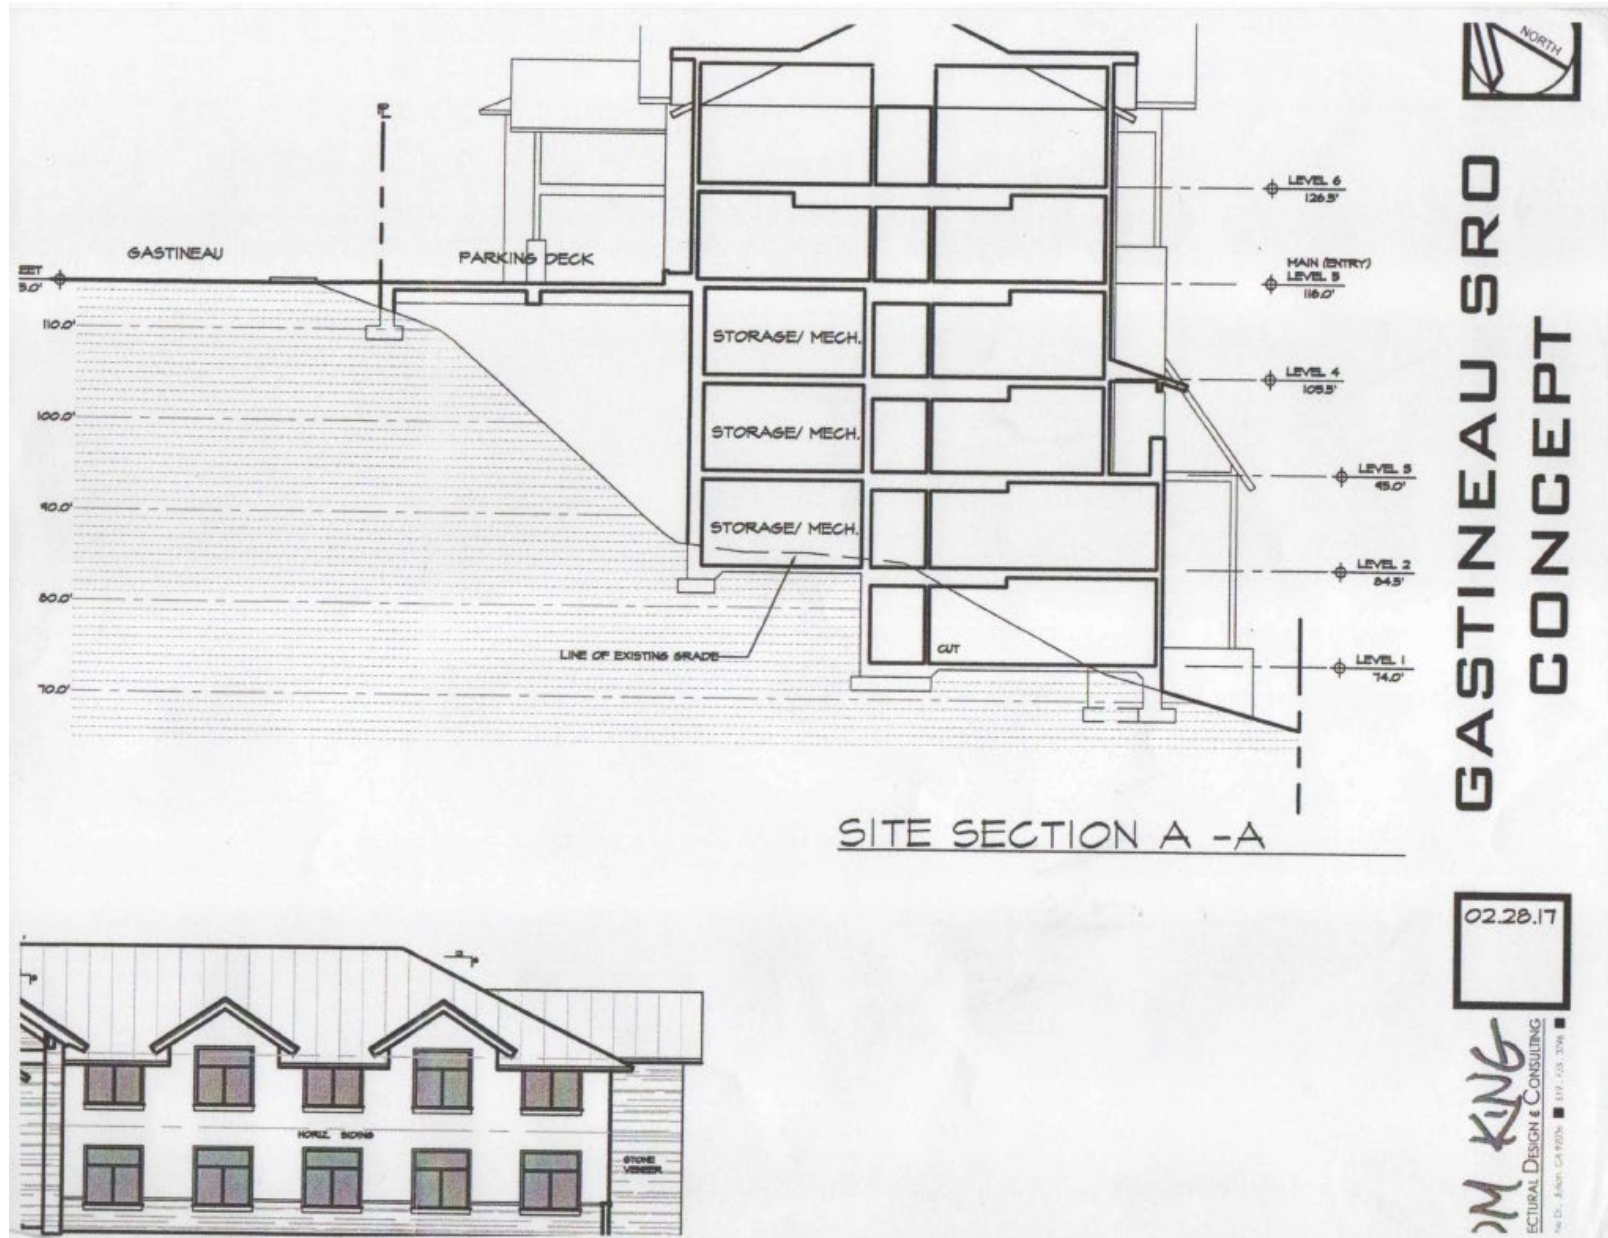 NORTH
LEVEL 6
126.5'
GASTINEAU
PARKING DECK
MAIN (ENTRY)
LEVEL 5
116.0'
110.0'
STORAGE/ MECH.
LEVEL 4
105.5'
100.0'
STORAGE/ MECH.
LEVEL 3
95.0'
90.0'
STORAGE/ MECH.
LEVEL 2
84.5'
80.0'
LINE OF EXISTING GRADE
CUT
LEVEL 1
74.0'
70.0'
SITE SECTION A -A
GASTINEAU SRO
CONCEPT
02.28.17
HORIZ. SIDING
STONE
VENEER
KING
ECTURAL DESIGN & CONSULTING